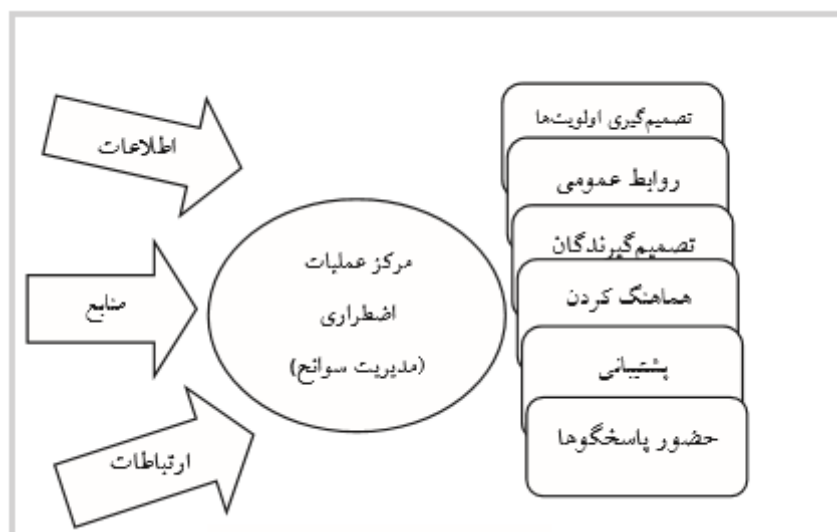 اطلاعات
منابع
ارتباطات
مرکز عملیات
اضطراری
(مدیریت سوانح)
تصمیم‌گیری اولویت‌ها
روابط عمومی
تصمیم‌گیرندگان
هماهنگ کردن
پشتیبانی
حضور پاسخگوها